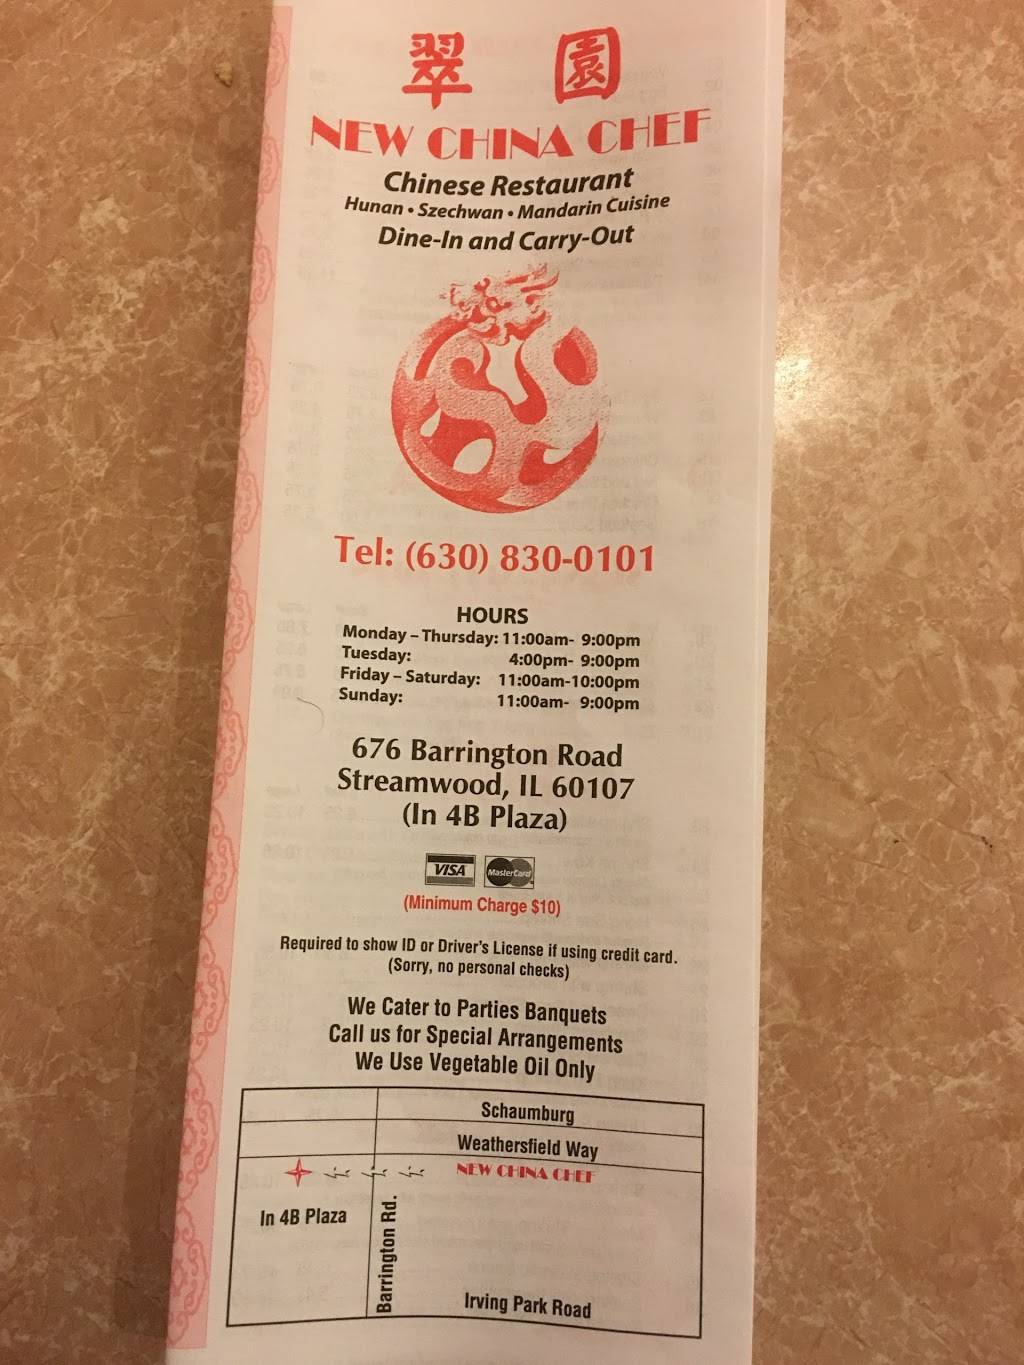 翠 園
NEW CHINA CHEF
Chinese Restaurant
Hunan • Szechwan • Mandarin Cuisine
Dine-In and Carry-Out
Tel: (630) 830-0101
HOURS
Monday – Thursday: 11:00am- 9:00pm
Tuesday: 4:00pm- 9:00pm
Friday – Saturday: 11:00am-10:00pm
Sunday: 11:00am- 9:00pm
676 Barrington Road
Streamwood, IL 60107
(In 4B Plaza)
VISA MasterCard
(Minimum Charge $10)
Required to show ID or Driver's License if using credit card.
(Sorry, no personal checks)
We Cater to Parties Banquets
Call us for Special Arrangements
We Use Vegetable Oil Only
Schaumburg
Weathersfield Way
NEW CHINA CHEF
In 4B Plaza
Barrington Rd.
Irving Park Road